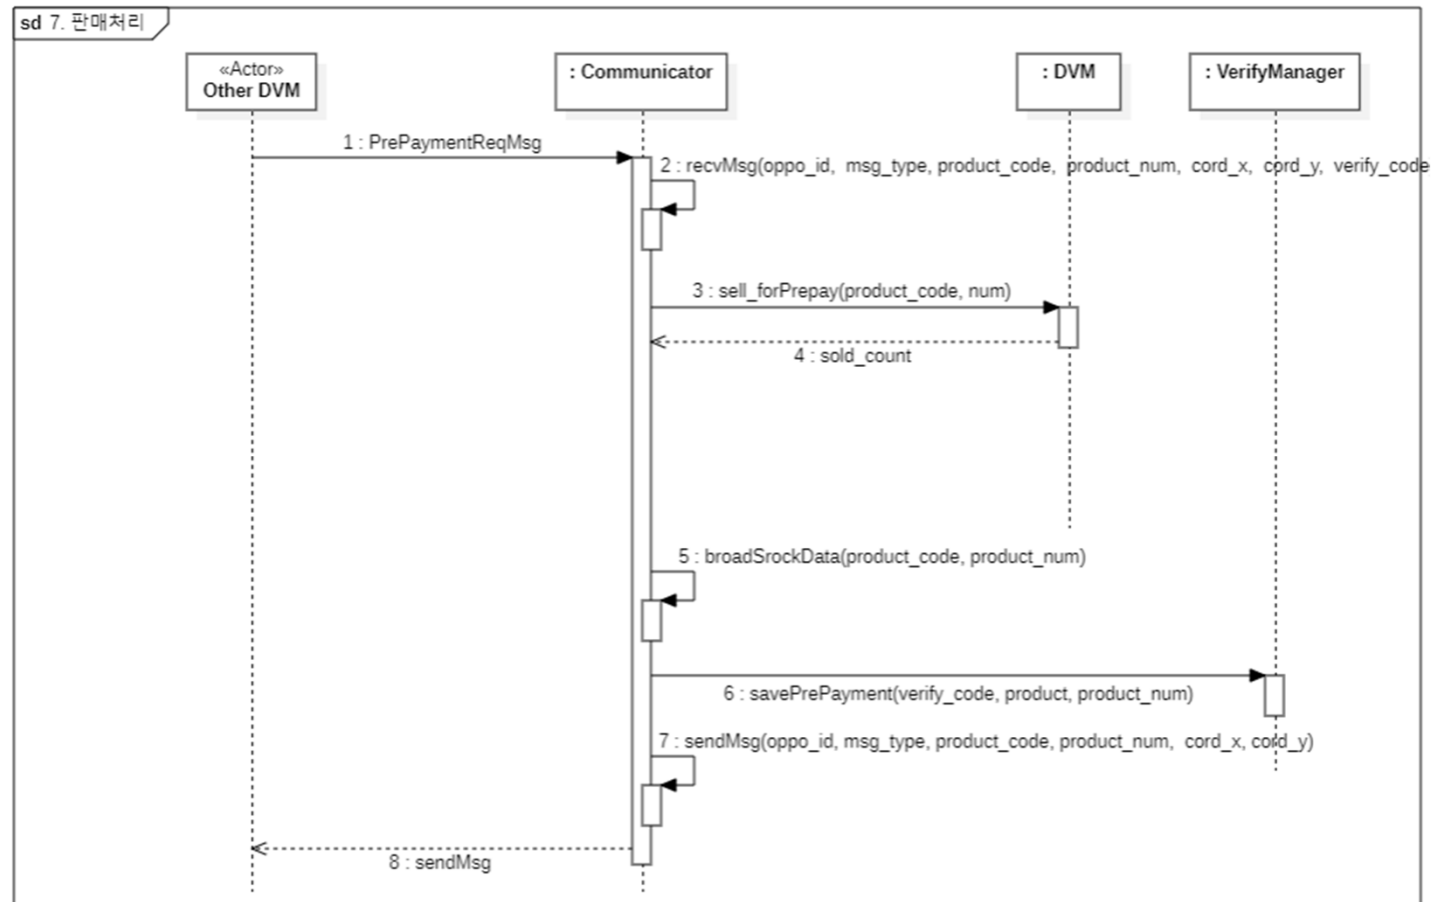 sd 7. 판매처리
«Actor»
Other DVM
: Communicator
: DVM
: VerifyManager
1 : PrePaymentReqMsg
2 : recvMsg(oppo_id, msg_type, product_code, product_num, cord_x, cord_y, verify_code
3 : sell_forPrepay(product_code, num)
4 : sold_count
5 : broadSrockData(product_code, product_num)
6 : savePrePayment(verify_code, product, product_num)
7 : sendMsg(oppo_id, msg_type, product_code, product_num, cord_x, cord_y)
8 : sendMsg